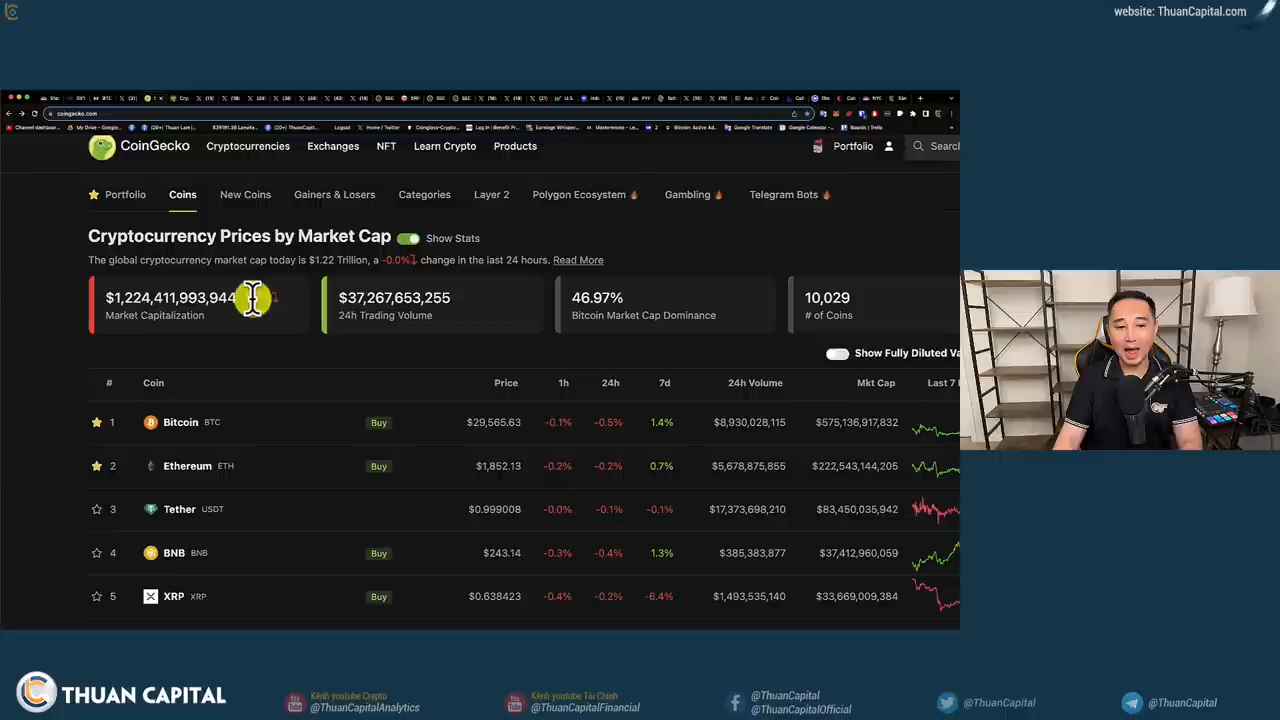 website: ThuanCapital.com
coingecko.com
CoinGecko Cryptocurrencies Exchanges NFT Learn Crypto Products Portfolio Search
Portfolio Coins New Coins Gainers & Losers Categories Layer 2 Polygon Ecosystem Gambling Telegram Bots
Cryptocurrency Prices by Market Cap Show Stats
The global cryptocurrency market cap today is $1.22 Trillion, a -0.0% change in the last 24 hours. Read More
$1,224,411,993,944 $37,267,653,255 46.97% 10,029
Market Capitalization 24h Trading Volume Bitcoin Market Cap Dominance # of Coins
Show Fully Diluted Va
# Coin Price 1h 24h 7d 24h Volume Mkt Cap Last 7
1 Bitcoin BTC Buy $29,565.63 -0.1% -0.5% 1.4% $8,930,028,115 $575,136,917,832
2 Ethereum ETH Buy $1,852.13 -0.2% -0.2% 0.7% $5,678,875,855 $222,543,144,205
3 Tether USDT $0.999008 -0.0% -0.1% -0.1% $17,373,698,210 $83,450,035,942
4 BNB BNB Buy $243.14 -0.3% -0.4% 1.3% $385,383,877 $37,412,960,059
5 XRP XRP Buy $0.638423 -0.4% -0.2% -6.4% $1,493,535,140 $33,669,009,384
THUAN CAPITAL
Kênh youtube Crypto
@ThuanCapitalAnalytics
Kênh youtube Tài Chính
@ThuanCapitalFinancial
@ThuanCapital
@ThuanCapitalOfficial
@ThuanCapital
@ThuanCapital